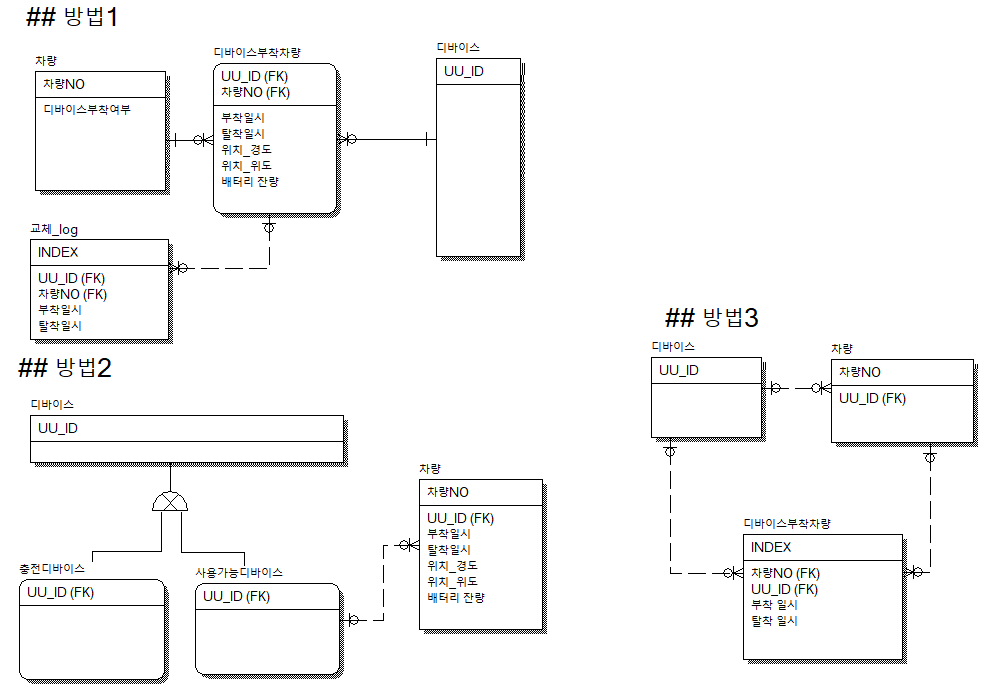 ## 방법1
차량
차량NO
디바이스부착여부
디바이스부착차량
UU_ID (FK)
차량NO (FK)
부착일시
탈착일시
위치_경도
위치_위도
배터리 잔량
디바이스
UU_ID
교체_log
INDEX
UU_ID (FK)
차량NO (FK)
부착일시
탈착일시
## 방법2
디바이스
UU_ID
충전디바이스
UU_ID (FK)
사용가능디바이스
UU_ID (FK)
차량
차량NO
UU_ID (FK)
부착일시
탈착일시
위치_경도
위치_위도
배터리 잔량
## 방법3
디바이스
UU_ID
차량
차량NO
UU_ID (FK)
디바이스부착차량
INDEX
차량NO (FK)
UU_ID (FK)
부착 일시
탈착 일시